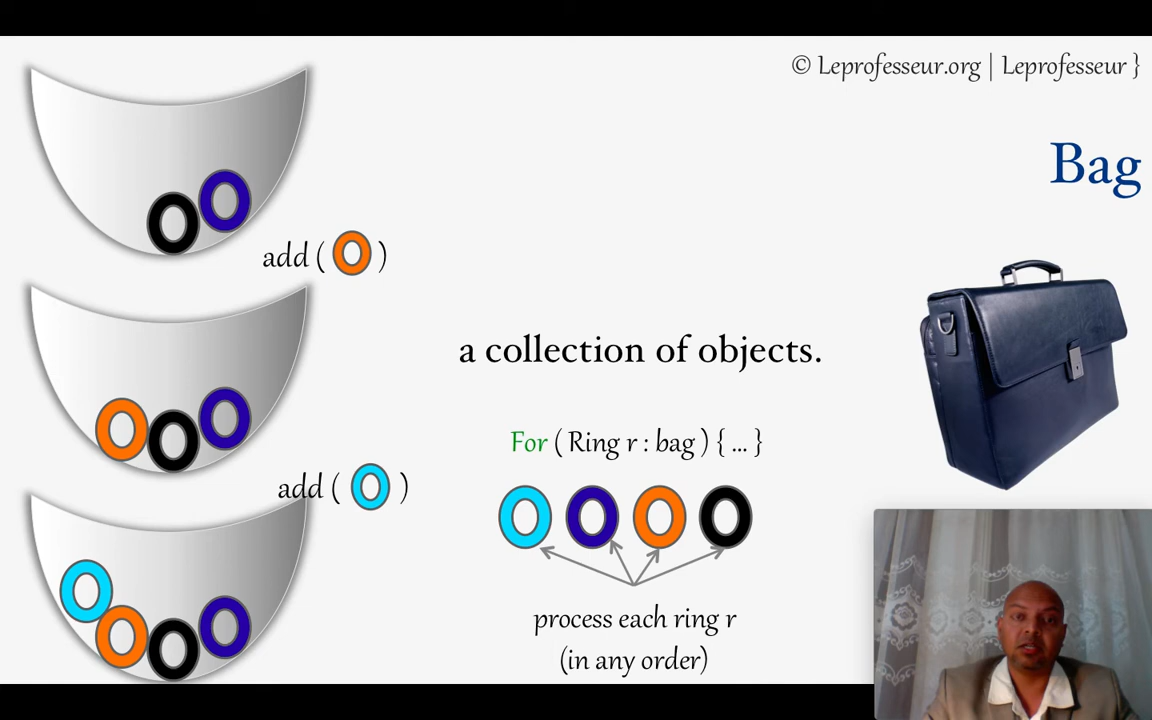 © Leprofesseur.org | Leprofesseur }
Bag
add ( )
a collection of objects.
For ( Ring r : bag ) { ... }
add ( )
process each ring r
(in any order)